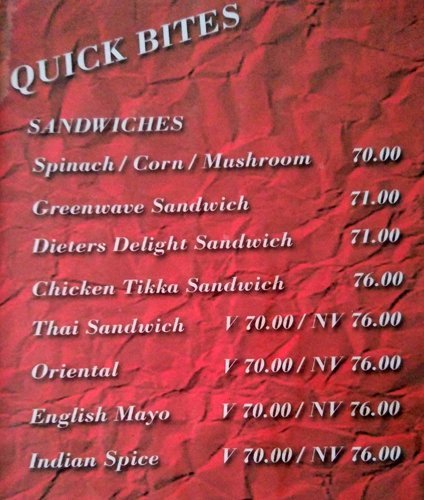 QUICK BITES
SANDWICHES
Spinach / Corn / Mushroom 70.00
Greenwave Sandwich 71.00
Dieters Delight Sandwich 71.00
Chicken Tikka Sandwich 76.00
Thai Sandwich V 70.00 / NV 76.00
Oriental V 70.00 / NV 76.00
English Mayo V 70.00 / NV 76.00
Indian Spice V 70.00 / NV 76.00